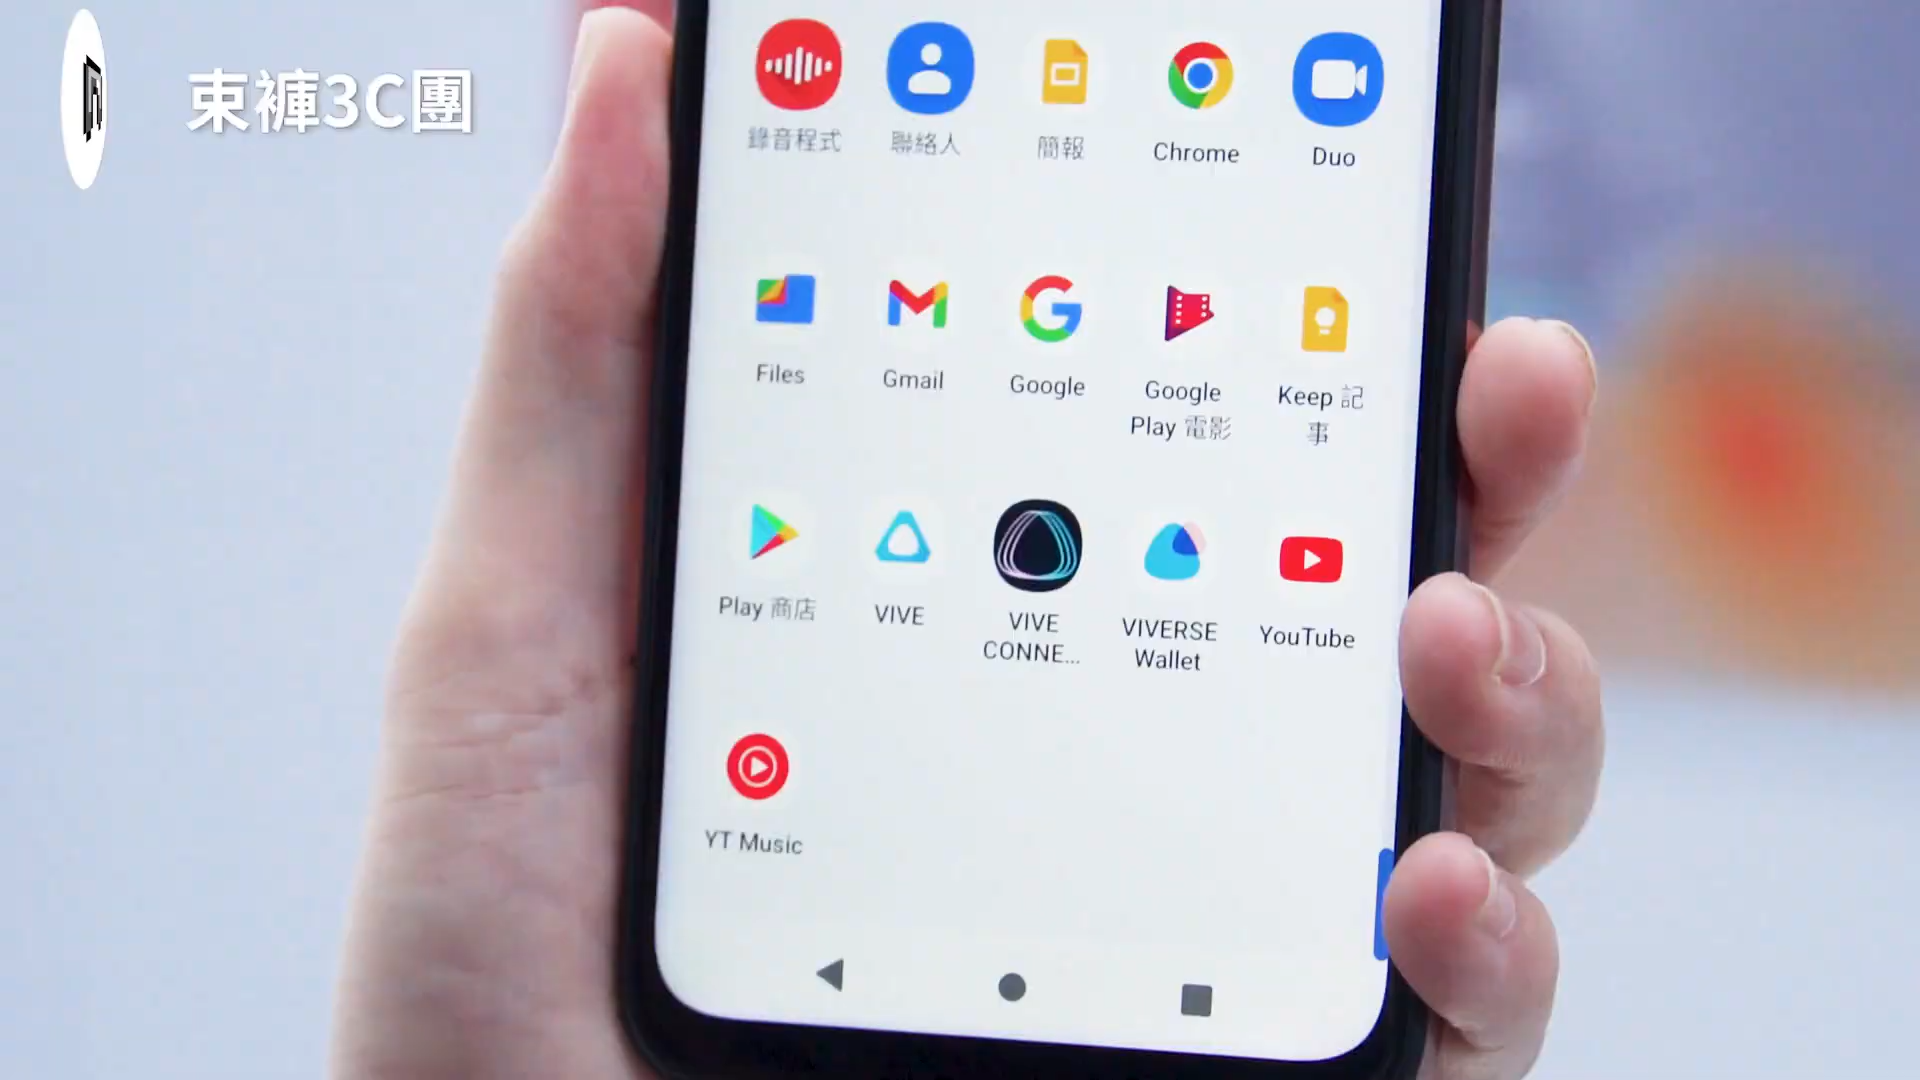 束褲3C團
錄音程式
聯絡人
簡報
Chrome
Duo
Files
Gmail
Google
Google
Play 電影
Keep 記
事
Play 商店
VIVE
VIVE
CONNE...
VIVERSE
Wallet
YouTube
YT Music